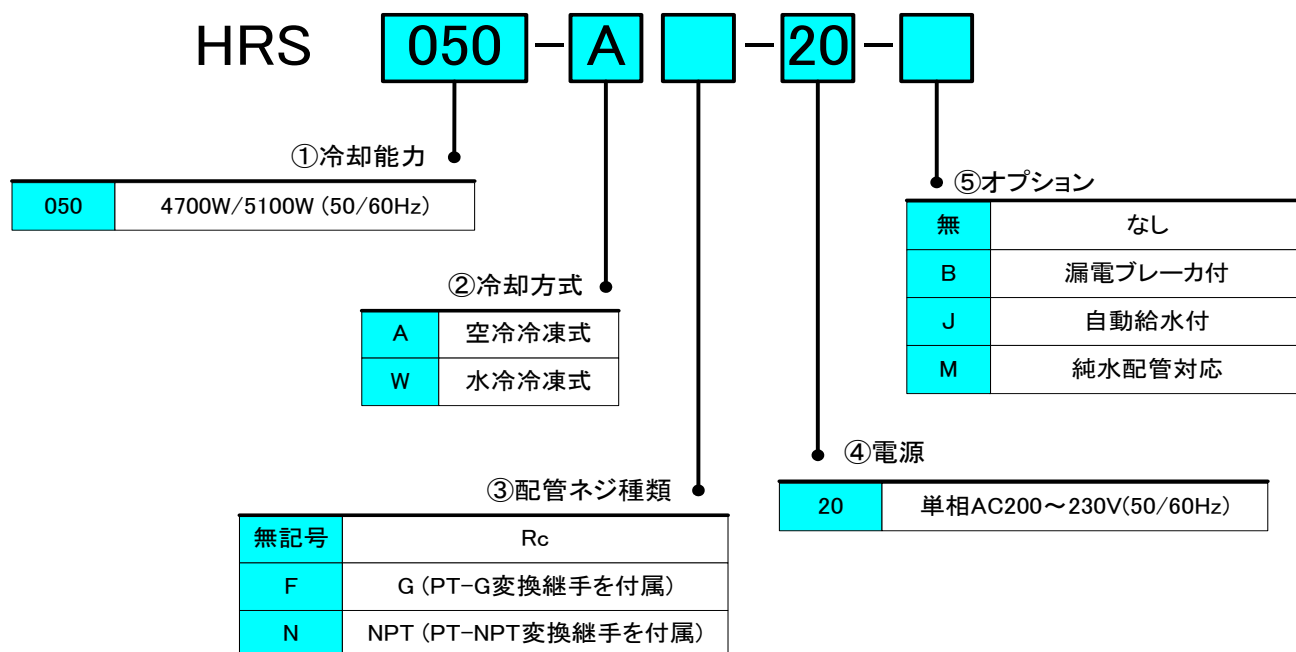 HRS 050-A -20-
①冷却能力
050 4700W/5100W (50/60Hz)
②冷却方式
A 空冷冷凍式
W 水冷冷凍式
③配管ネジ種類
無記号 Rc
F G (PT-G変換継手を付属)
N NPT (PT-NPT変換継手を付属)
④電源
20 単相AC200～230V(50/60Hz)
⑤オプション
無 なし
B 漏電ブレーカ付
J 自動給水付
M 純水配管対応